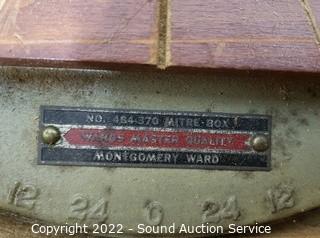 NO. 484-370 MITRE-BOX
WARDS MASTER QUALITY
MONTGOMERY WARD
12 24 0 24 12
Copyright 2022 - Sound Auction Service